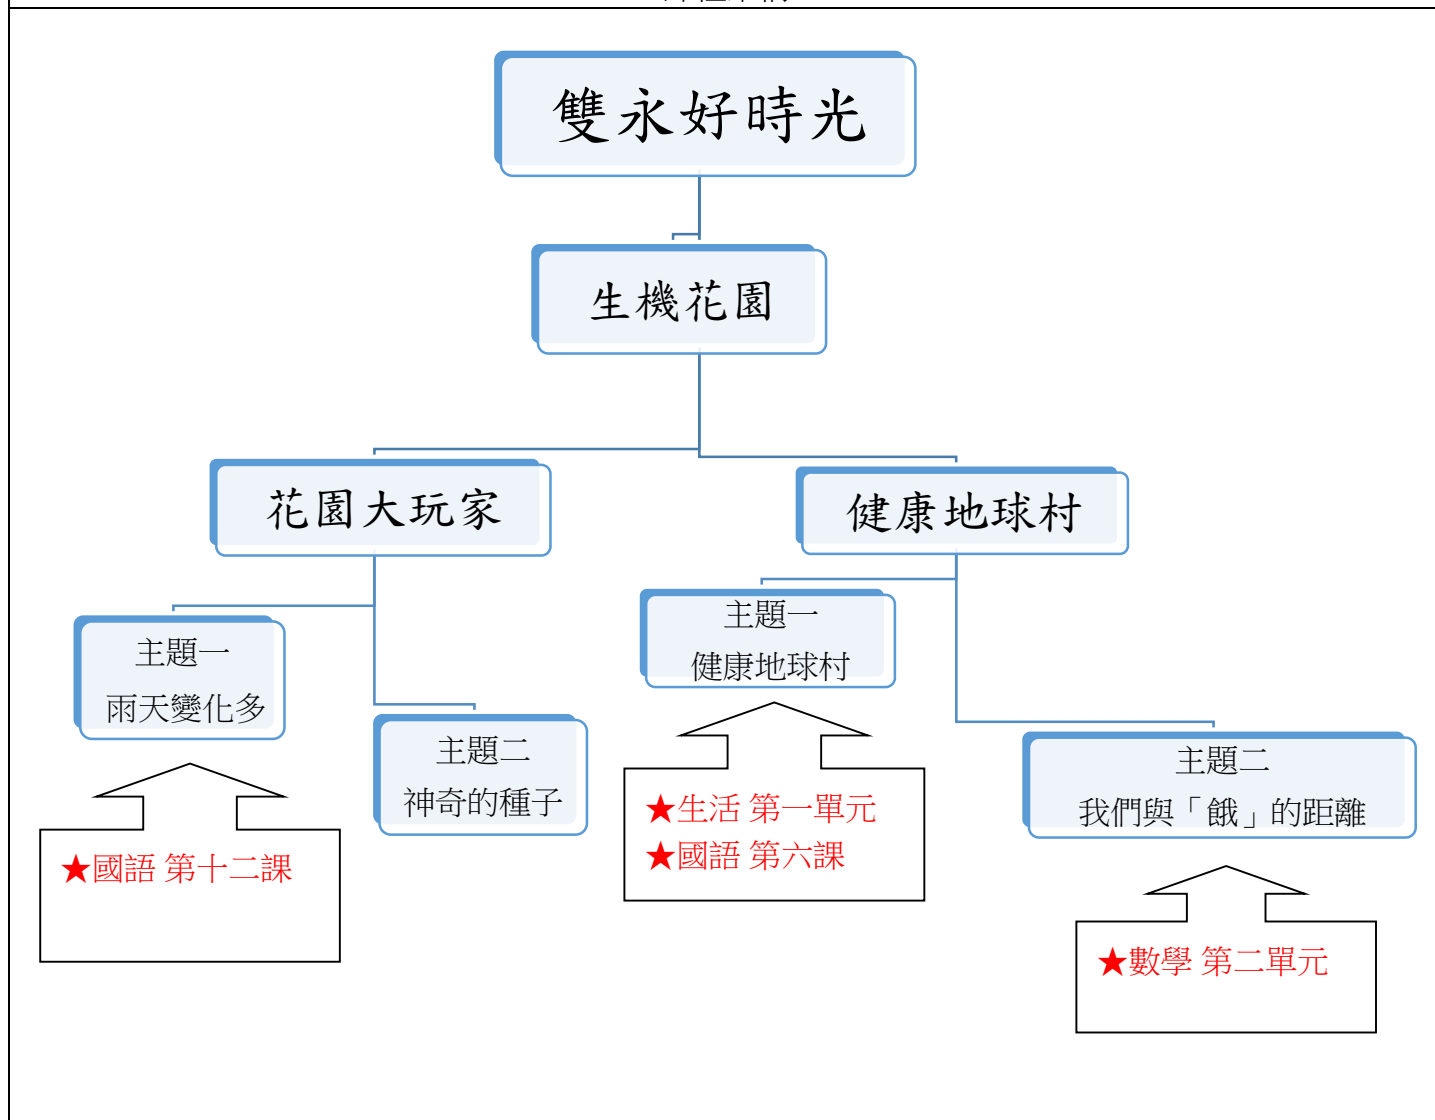 雙永好時光
生機花園
花園大玩家
健康地球村
主題一
雨天變化多
主題二
神奇的種子
主題一
健康地球村
主題二
我們與「餓」的距離
★國語 第十二課
★生活 第一單元
★國語 第六課
★數學 第二單元